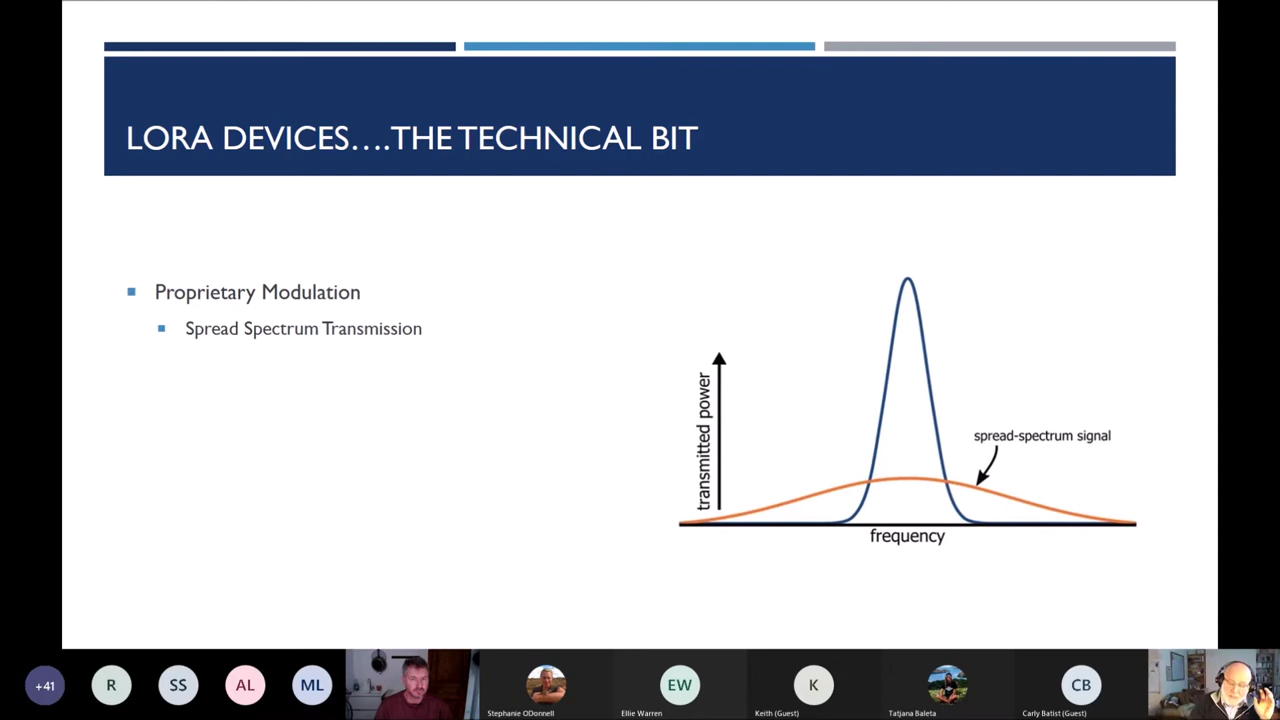 LORA DEVICES....THE TECHNICAL BIT
Proprietary Modulation
Spread Spectrum Transmission
transmitted power
spread-spectrum signal
frequency
+41
R
SS
AL
ML
Stephanie ODonnell
EW
Ellie Warren
K
Keith (Guest)
Tatjana Baleta
CB
Carly Batist (Guest)